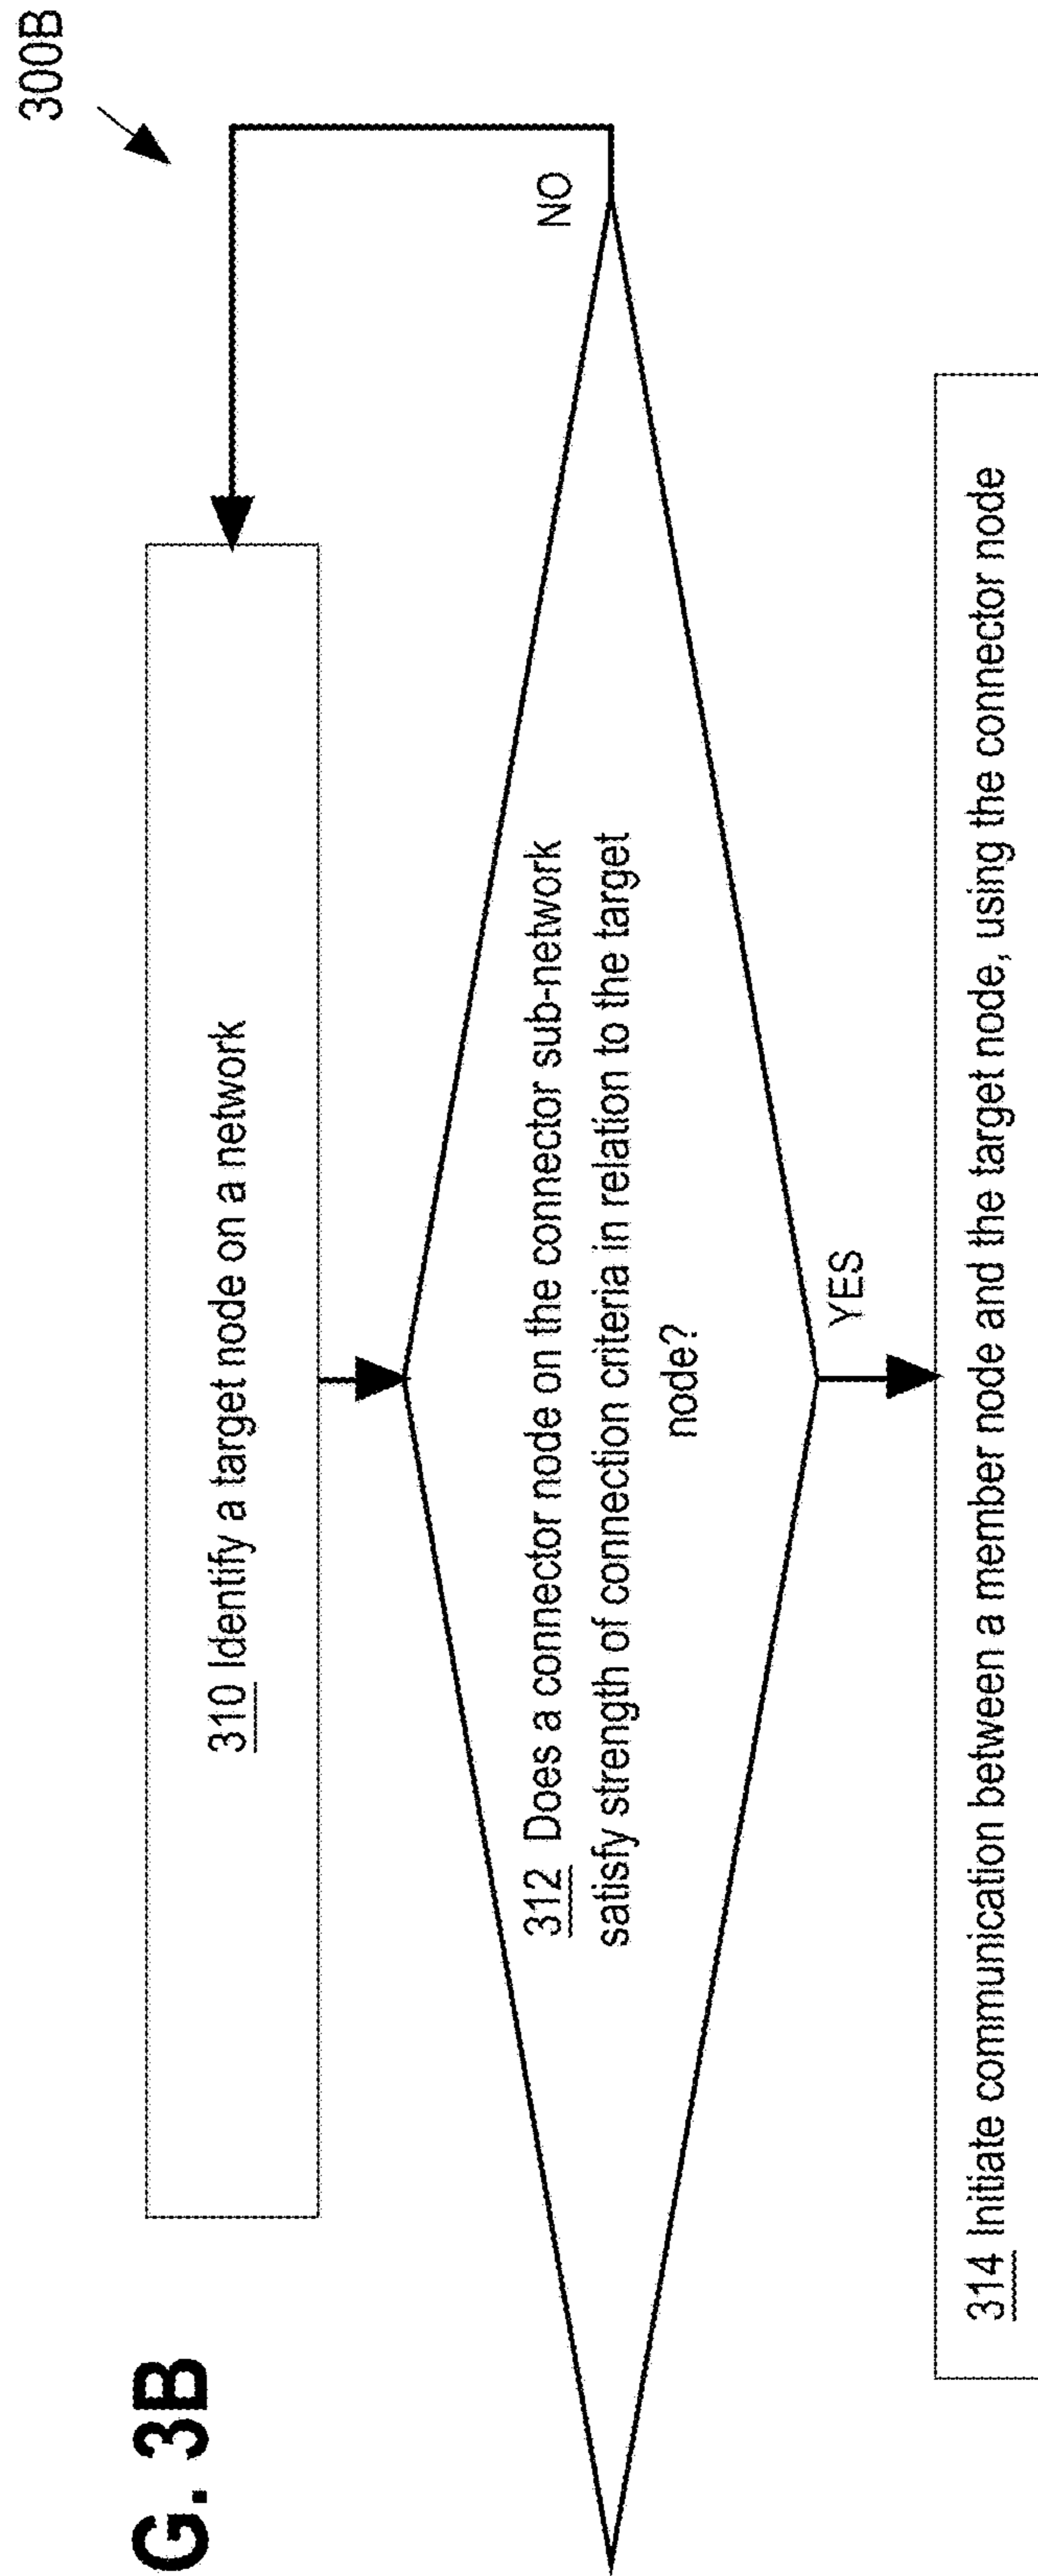 300B
310 Identify a target node on a network
312 Does a connector node on the connector sub-network
satisfy strength of connection criteria in relation to the target
node?
NO
YES
314 Initiate communication between a member node and the target node, using the connector node
G. 3B